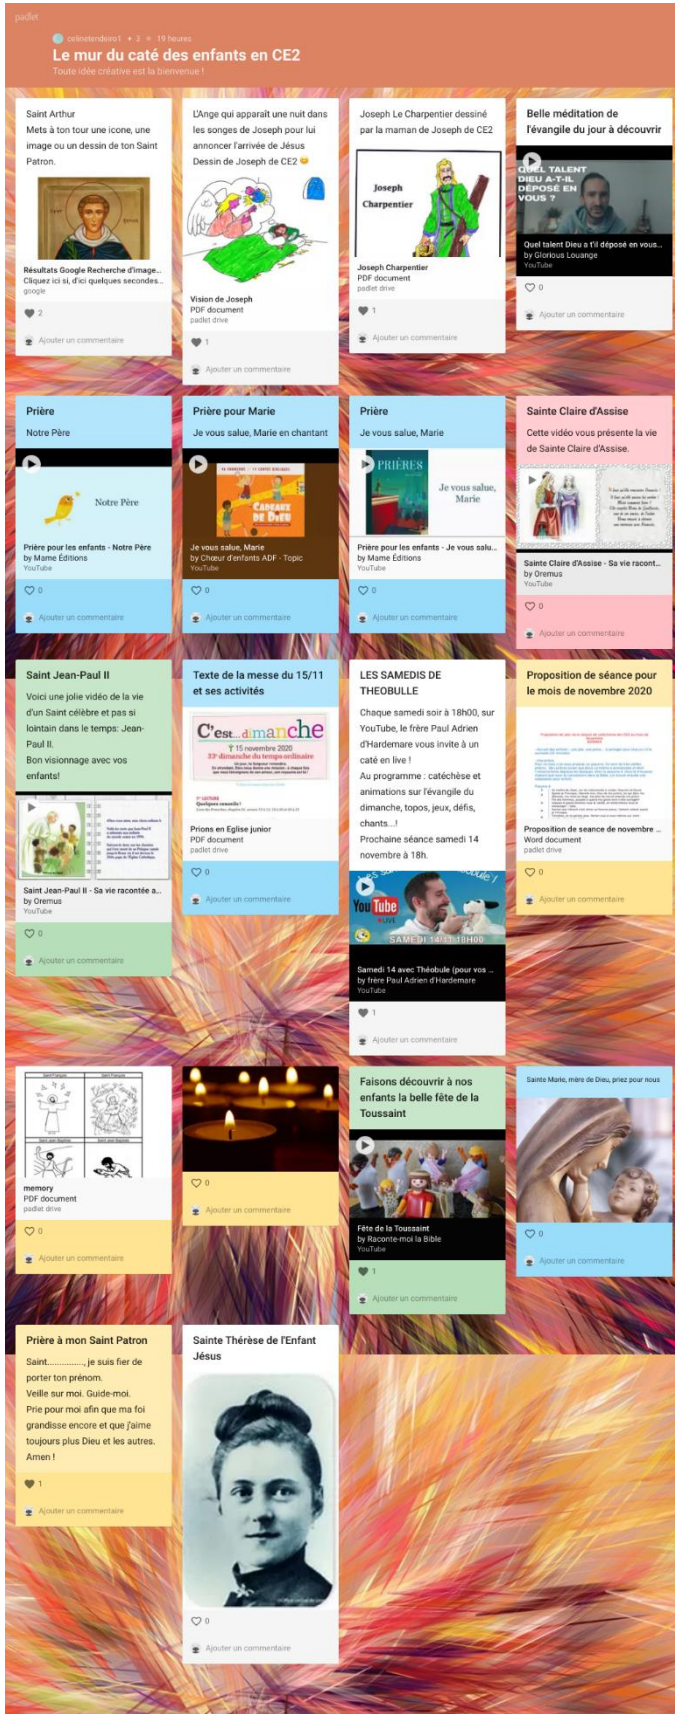 padlet
celinetendeiro1 • 3 • 19 heures
Le mur du caté des enfants en CE2
Toute idée créative est la bienvenue !
Saint Arthur
Mets à ton tour une icone, une
image ou un dessin de ton Saint
Patron.
Résultats Google Recherche d'image...
Cliquez ici si, d'ici quelques secondes...
google
2
Ajouter un commentaire
L'Ange qui apparaît une nuit dans
les songes de Joseph pour lui
annoncer l'arrivée de Jésus
Dessin de Joseph de CE2 😊
Vision de Joseph
PDF document
padlet drive
1
Ajouter un commentaire
Joseph Le Charpentier dessiné
par la maman de Joseph de CE2
Joseph
Charpentier
Joseph Charpentier
PDF document
padlet drive
1
Ajouter un commentaire
Belle méditation de
l'évangile du jour à découvrir
QUEL TALENT
DIEU A-T-IL
DÉPOSÉ EN
VOUS ?
Quel talent Dieu a t'il déposé en vous...
by Glorious Louange
YouTube
0
Ajouter un commentaire
Prière
Notre Père
Notre Père
Prière pour les enfants - Notre Père
by Mame Éditions
YouTube
0
Ajouter un commentaire
Prière pour Marie
Je vous salue, Marie en chantant
CADEAUX
DE DIEU
Je vous salue, Marie
by Chœur d'enfants ADF - Topic
YouTube
0
Ajouter un commentaire
Prière
Je vous salue, Marie
PRIÈRES
Je vous salue,
Marie
Prière pour les enfants - Je vous salu...
by Mame Éditions
YouTube
0
Ajouter un commentaire
Sainte Claire d'Assise
Cette vidéo vous présente la vie
de Sainte Claire d'Assise.
Sainte Claire d'Assise - Sa vie racont...
by Oremus
YouTube
0
Ajouter un commentaire
Saint Jean-Paul II
Voici une jolie vidéo de la vie
d'un Saint célèbre et pas si
lointain dans le temps: Jean-
Paul II.
Bon visionnage avec vos
enfants!
Saint Jean-Paul II - Sa vie racontée a...
by Oremus
YouTube
0
Ajouter un commentaire
Texte de la messe du 15/11
et ses activités
C'est... dimanche
15 novembre 2020
33e dimanche du temps ordinaire
Prions en Eglise junior
PDF document
padlet drive
0
Ajouter un commentaire
LES SAMEDIS DE
THEOBULLE
Chaque samedi soir à 18h00, sur
YouTube, le frère Paul Adrien
d'Hardemare vous invite à un
caté en live !
Au programme : catéchèse et
animations sur l'évangile du
dimanche, topos, jeux, défis,
chants...!
Prochaine séance samedi 14
novembre à 18h.
YouTube
LIVE
SAMEDI 14/11 18H00
Samedi 14 avec Théobule (pour vos ...
by frère Paul Adrien d'Hardemare
YouTube
1
Ajouter un commentaire
Proposition de séance pour
le mois de novembre 2020
Proposition de seance de novembre ...
Word document
padlet drive
0
Ajouter un commentaire
memory
PDF document
padlet drive
0
Ajouter un commentaire
0
Ajouter un commentaire
Faisons découvrir à nos
enfants la belle fête de la
Toussaint
Fête de la Toussaint
by Raconte-moi la Bible
YouTube
1
Ajouter un commentaire
Sainte Marie, mère de Dieu, priez pour nous
0
Ajouter un commentaire
Prière à mon Saint Patron
Saint..............., je suis fier de
porter ton prénom.
Veille sur moi. Guide-moi.
Prie pour moi afin que ma foi
grandisse encore et que j'aime
toujours plus Dieu et les autres.
Amen !
1
Ajouter un commentaire
Sainte Thérèse de l'Enfant
Jésus
0
Ajouter un commentaire